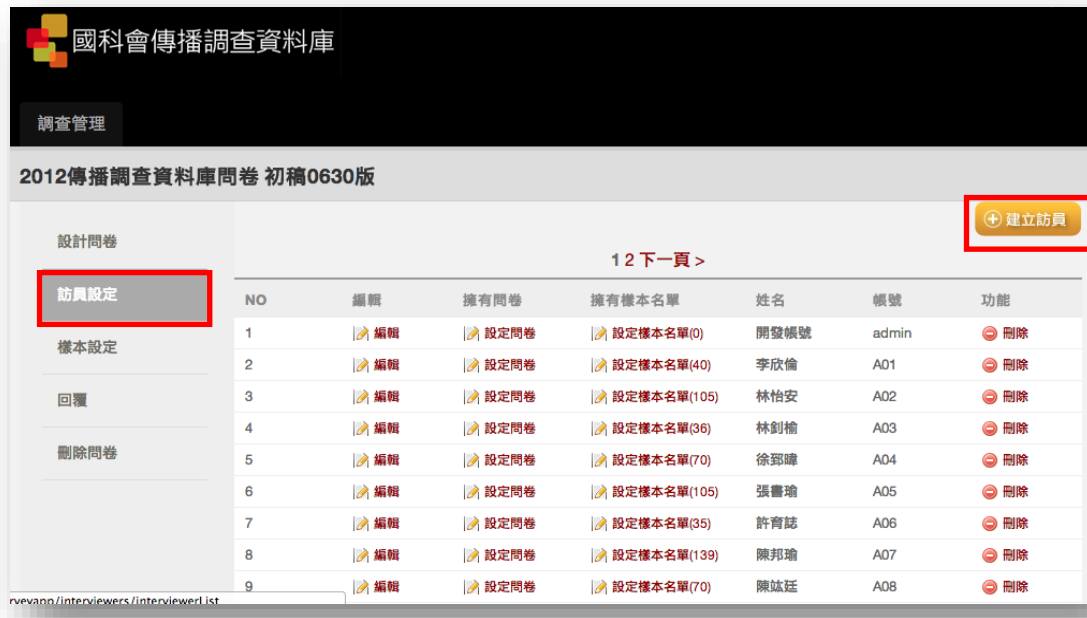 國科會傳播調查資料庫
調查管理
2012傳播調查資料庫問卷 初稿0630版
建立訪員
設計問卷
訪員設定
樣本設定
回覆
刪除問卷
1 2 下一頁 >
NO 編輯 擁有問卷 擁有樣本名單 姓名 帳號 功能
1 編輯 設定問卷 設定樣本名單(0) 開發帳號 admin 刪除
2 編輯 設定問卷 設定樣本名單(40) 李欣倫 A01 刪除
3 編輯 設定問卷 設定樣本名單(105) 林怡安 A02 刪除
4 編輯 設定問卷 設定樣本名單(36) 林釗榆 A03 刪除
5 編輯 設定問卷 設定樣本名單(70) 徐郅暐 A04 刪除
6 編輯 設定問卷 設定樣本名單(105) 張書瑜 A05 刪除
7 編輯 設定問卷 設定樣本名單(35) 許育誌 A06 刪除
8 編輯 設定問卷 設定樣本名單(139) 陳邦瑜 A07 刪除
9 編輯 設定問卷 設定樣本名單(70) 陳竑廷 A08 刪除
rveyapp/interviewers/interviewerList